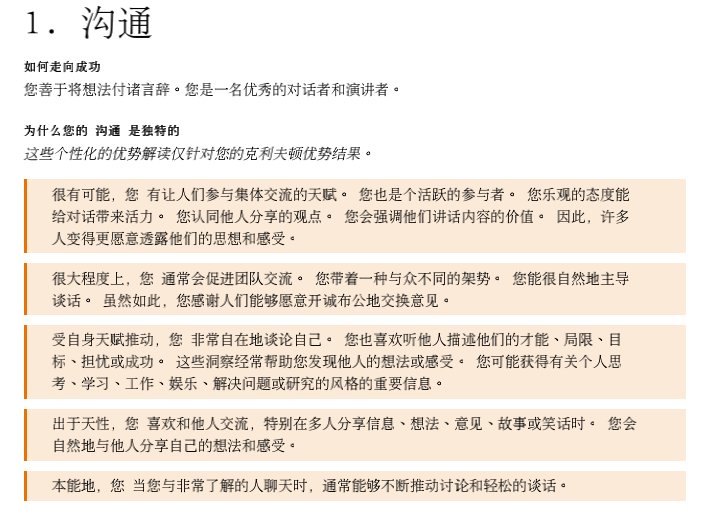 1. 沟通
如何走向成功
您善于将想法付诸言辞。您是一名优秀的对话者和演讲者。
为什么您的 沟通 是独特的
这些个性化的优势解读仅针对您的克利夫顿优势结果。
很有可能，您 有让人们参与集体交流的天赋。 您也是个活跃的参与者。 您乐观的态度能
给对话带来活力。 您认同他人分享的观点。 您会强调他们讲话内容的价值。 因此，许多
人变得更愿意透露他们的思想和感受。
很大程度上，您 通常会促进团队交流。 您带着一种与众不同的架势。 您能很自然地主导
谈话。 虽然如此，您感谢人们能够愿意开诚布公地交换意见。
受自身天赋推动，您 非常自在地谈论自己。 您也喜欢听他人描述他们的才能、局限、目
标、担忧或成功。 这些洞察经常帮助您发现他人的想法或感受。 您可能获得有关个人思
考、学习、工作、娱乐、解决问题或研究的风格的重要信息。
出于天性，您 喜欢和他人交流，特别在多人分享信息、想法、意见、故事或笑话时。 您会
自然地与他人分享自己的想法和感受。
本能地，您 当您与非常了解的人聊天时，通常能够不断推动讨论和轻松的谈话。